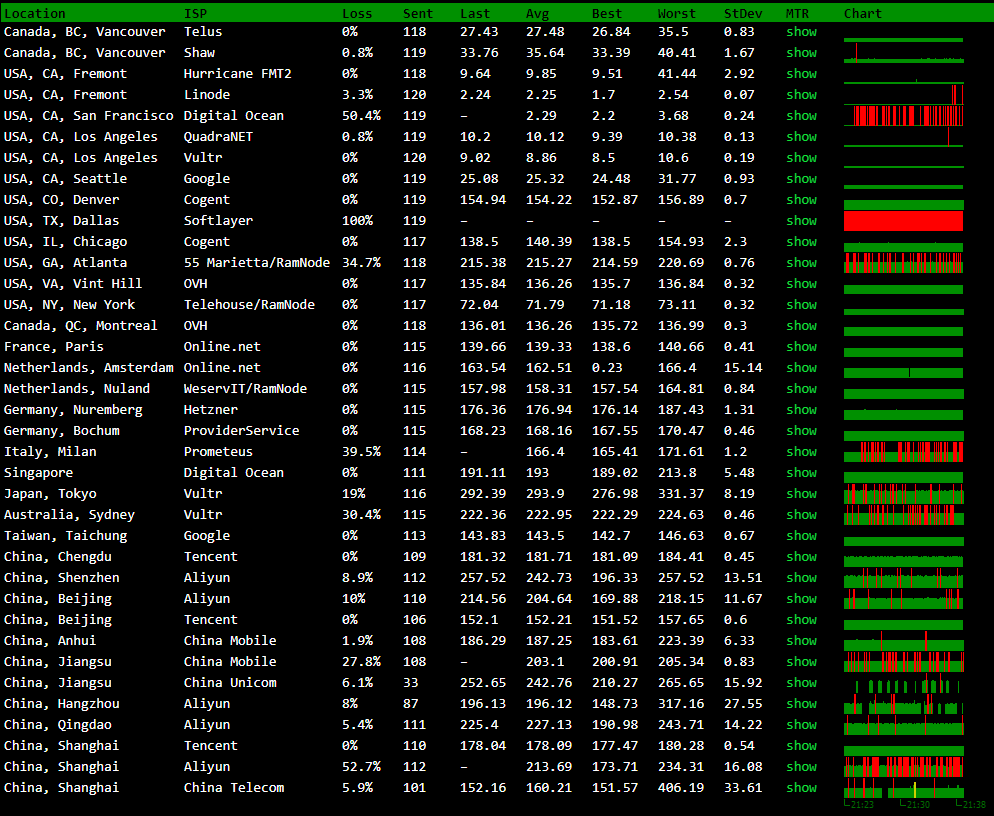 Location ISP Loss Sent Last Avg Best Worst StDev MTR Chart
Canada, BC, Vancouver Telus 0% 118 27.43 27.48 26.84 35.5 0.83 show
Canada, BC, Vancouver Shaw 0.8% 119 33.76 35.64 33.39 40.41 1.67 show
USA, CA, Fremont Hurricane FMT2 0% 118 9.64 9.85 9.51 41.44 2.92 show
USA, CA, Fremont Linode 3.3% 120 2.24 2.25 1.7 2.54 0.07 show
USA, CA, San Francisco Digital Ocean 50.4% 119 – 2.29 2.2 3.68 0.24 show
USA, CA, Los Angeles QuadraNET 0.8% 119 10.2 10.12 9.39 10.38 0.13 show
USA, CA, Los Angeles Vultr 0% 120 9.02 8.86 8.5 10.6 0.19 show
USA, CA, Seattle Google 0% 119 25.08 25.32 24.48 31.77 0.93 show
USA, CO, Denver Cogent 0% 119 154.94 154.22 152.87 156.89 0.7 show
USA, TX, Dallas Softlayer 100% 119 – – – – – show
USA, IL, Chicago Cogent 0% 117 138.5 140.39 138.5 154.93 2.3 show
USA, GA, Atlanta 55 Marietta/RamNode 34.7% 118 215.38 215.27 214.59 220.69 0.76 show
USA, VA, Vint Hill OVH 0% 117 135.84 136.26 135.7 136.84 0.32 show
USA, NY, New York Telehouse/RamNode 0% 117 72.04 71.79 71.18 73.11 0.32 show
Canada, QC, Montreal OVH 0% 118 136.01 136.26 135.72 136.99 0.3 show
France, Paris Online.net 0% 115 139.66 139.33 138.6 140.66 0.41 show
Netherlands, Amsterdam Online.net 0% 116 163.54 162.51 0.23 166.4 15.14 show
Netherlands, Nuland WeservIT/RamNode 0% 115 157.98 158.31 157.54 164.81 0.84 show
Germany, Nuremberg Hetzner 0% 115 176.36 176.94 176.14 187.43 1.31 show
Germany, Bochum ProviderService 0% 115 168.23 168.16 167.55 170.47 0.46 show
Italy, Milan Prometeus 39.5% 114 – 166.4 165.41 171.61 1.2 show
Singapore Digital Ocean 0% 111 191.11 193 189.02 213.8 5.48 show
Japan, Tokyo Vultr 19% 116 292.39 293.9 276.98 331.37 8.19 show
Australia, Sydney Vultr 30.4% 115 222.36 222.95 222.29 224.63 0.46 show
Taiwan, Taichung Google 0% 113 143.83 143.5 142.7 146.63 0.67 show
China, Chengdu Tencent 0% 109 181.32 181.71 181.09 184.41 0.45 show
China, Shenzhen Aliyun 8.9% 112 257.52 242.73 196.33 257.52 13.51 show
China, Beijing Aliyun 10% 110 214.56 204.64 169.88 218.15 11.67 show
China, Beijing Tencent 0% 106 152.1 152.21 151.52 157.65 0.6 show
China, Anhui China Mobile 1.9% 108 186.29 187.25 183.61 223.39 6.33 show
China, Jiangsu China Mobile 27.8% 108 – 203.1 200.91 205.34 0.83 show
China, Jiangsu China Unicom 6.1% 33 252.65 242.76 210.27 265.65 15.92 show
China, Hangzhou Aliyun 8% 87 196.13 196.12 148.73 317.16 27.55 show
China, Qingdao Aliyun 5.4% 111 225.4 227.13 190.98 243.71 14.22 show
China, Shanghai Tencent 0% 110 178.04 178.09 177.47 180.28 0.54 show
China, Shanghai Aliyun 52.7% 112 – 213.69 173.71 234.31 16.08 show
China, Shanghai China Telecom 5.9% 101 152.16 160.21 151.57 406.19 33.61 show
21:23 21:30 21:38